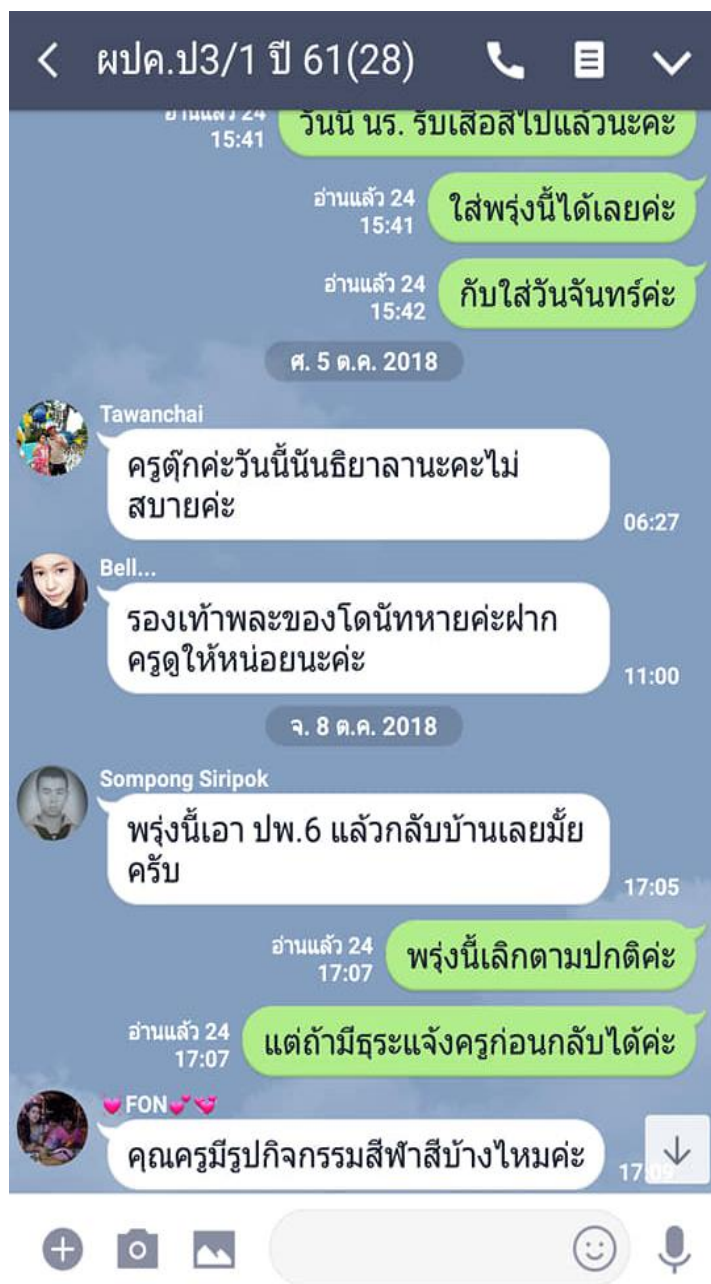 ผปค.ป3/1 ปี 61(28)
อ่านแล้ว 24
15:41
วันนี้ นร. รับเสื้อสีไปแล้วนะคะ
อ่านแล้ว 24
15:41
ใส่พรุ่งนี้ได้เลยค่ะ
อ่านแล้ว 24
15:42
กับใส่วันจันทร์ค่ะ
ศ. 5 ต.ค. 2018
Tawanchai
ครูตุ๊กค่ะวันนี้นันธิยาลานะคะไม่
สบายค่ะ
06:27
Bell...
รองเท้าพละของโดนัทหายค่ะฝาก
ครูดูให้หน่อยนะค่ะ
11:00
จ. 8 ต.ค. 2018
Sompong Siripok
พรุ่งนี้เอา ปพ.6 แล้วกลับบ้านเลยมั้ย
ครับ
17:05
อ่านแล้ว 24
17:07
พรุ่งนี้เลิกตามปกติค่ะ
อ่านแล้ว 24
17:07
แต่ถ้ามีธุระแจ้งครูก่อนกลับได้ค่ะ
💗FON💕💝
คุณครูมีรูปกิจกรรมสีฬาสีบ้างไหมค่ะ
17:09